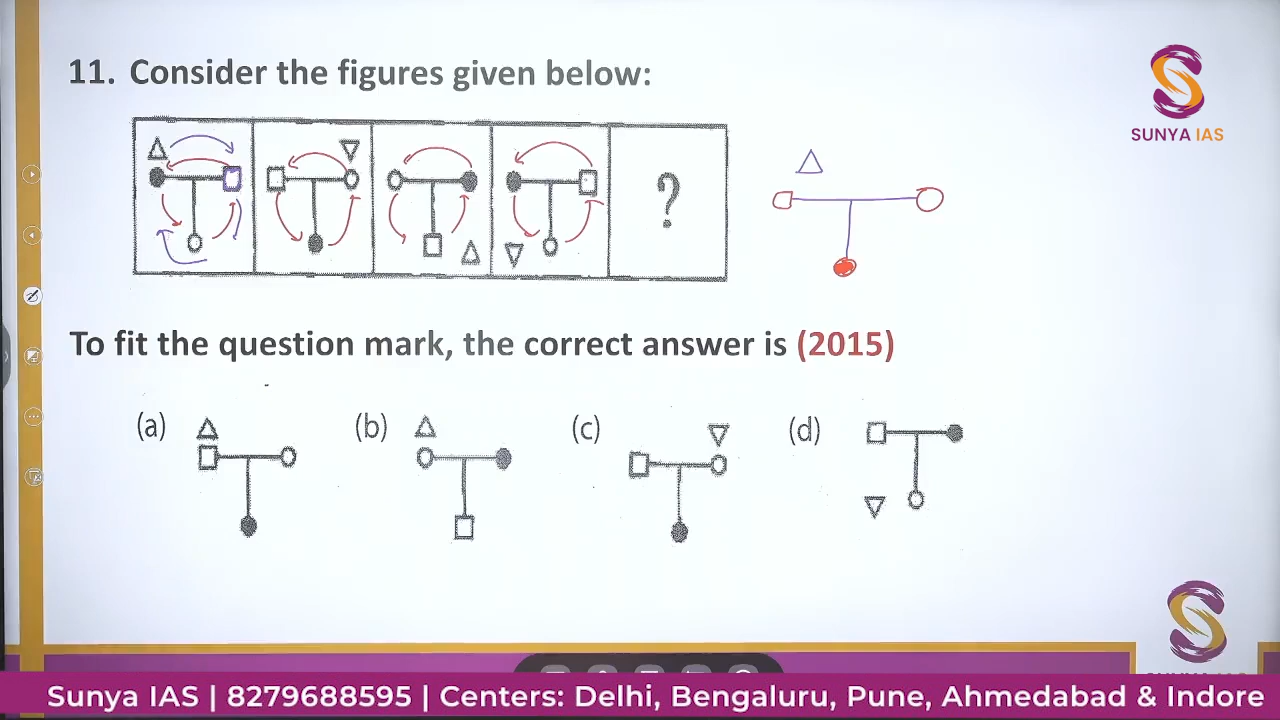 11. Consider the figures given below:
SUNYA IAS
?
To fit the question mark, the correct answer is (2015)
(a) (b) (c) (d)
Sunya IAS | 8279688595 | Centers: Delhi, Bengaluru, Pune, Ahmedabad & Indore